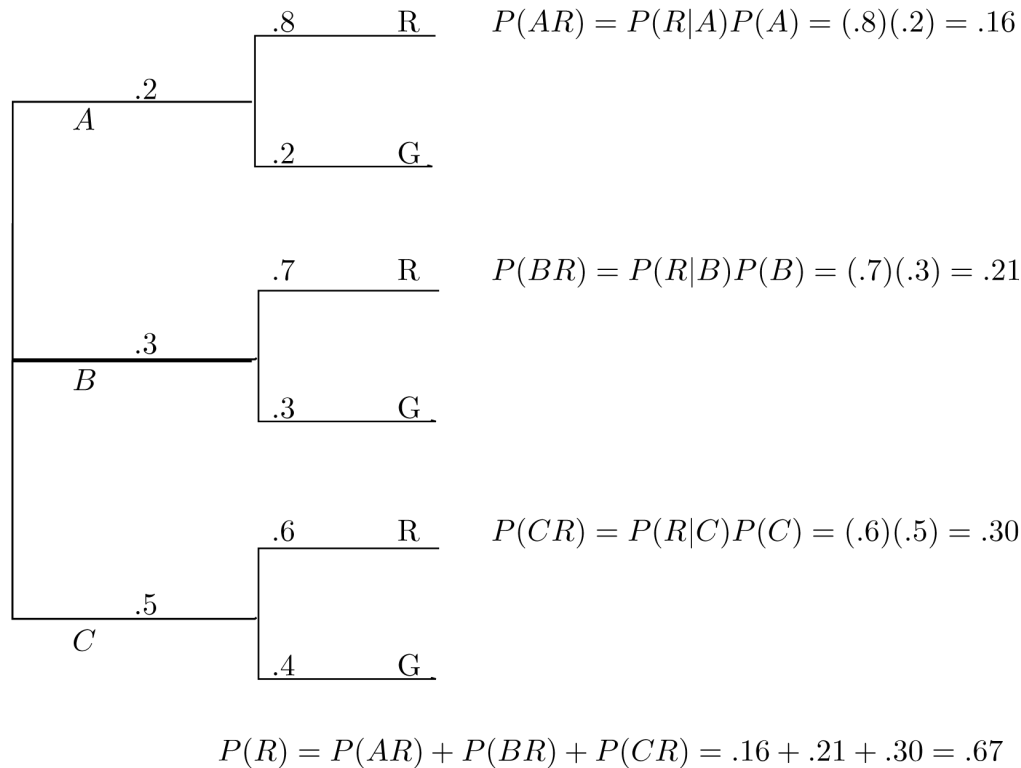 .8 R P(AR) = P(R|A)P(A) = (.8)(.2) = .16
.2
A
.2 G
.7 R P(BR) = P(R|B)P(B) = (.7)(.3) = .21
.3
B
.3 G
.6 R P(CR) = P(R|C)P(C) = (.6)(.5) = .30
.5
C
.4 G
P(R) = P(AR) + P(BR) + P(CR) = .16 + .21 + .30 = .67